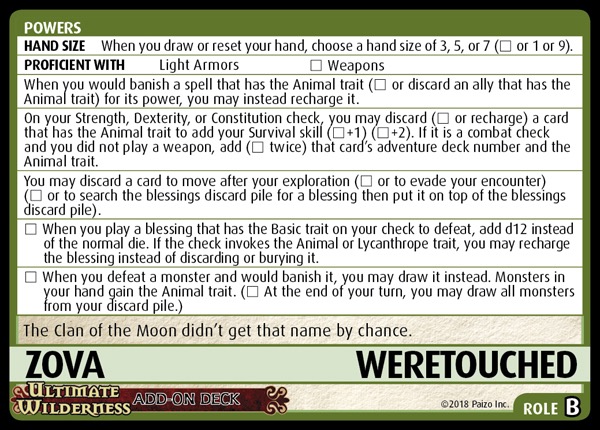 POWERS
HAND SIZE When you draw or reset your hand, choose a hand size of 3, 5, or 7 (☐ or 1 or 9).
PROFICIENT WITH Light Armors ☐ Weapons
When you would banish a spell that has the Animal trait (☐ or discard an ally that has the
Animal trait) for its power, you may instead recharge it.
On your Strength, Dexterity, or Constitution check, you may discard (☐ or recharge) a card
that has the Animal trait to add your Survival skill (☐+1) (☐+2). If it is a combat check
and you did not play a weapon, add (☐ twice) that card's adventure deck number and the
Animal trait.
You may discard a card to move after your exploration (☐ or to evade your encounter)
(☐ or to search the blessings discard pile for a blessing then put it on top of the blessings
discard pile).
☐ When you play a blessing that has the Basic trait on your check to defeat, add d12 instead
of the normal die. If the check invokes the Animal or Lycanthrope trait, you may recharge
the blessing instead of discarding or burying it.
☐ When you defeat a monster and would banish it, you may draw it instead. Monsters in
your hand gain the Animal trait. (☐ At the end of your turn, you may draw all monsters
from your discard pile.)
The Clan of the Moon didn't get that name by chance.
ZOVA WERETOUCHED
ULTIMATE
WILDERNESS ADD-ON DECK
©2018 Paizo Inc. ROLE B